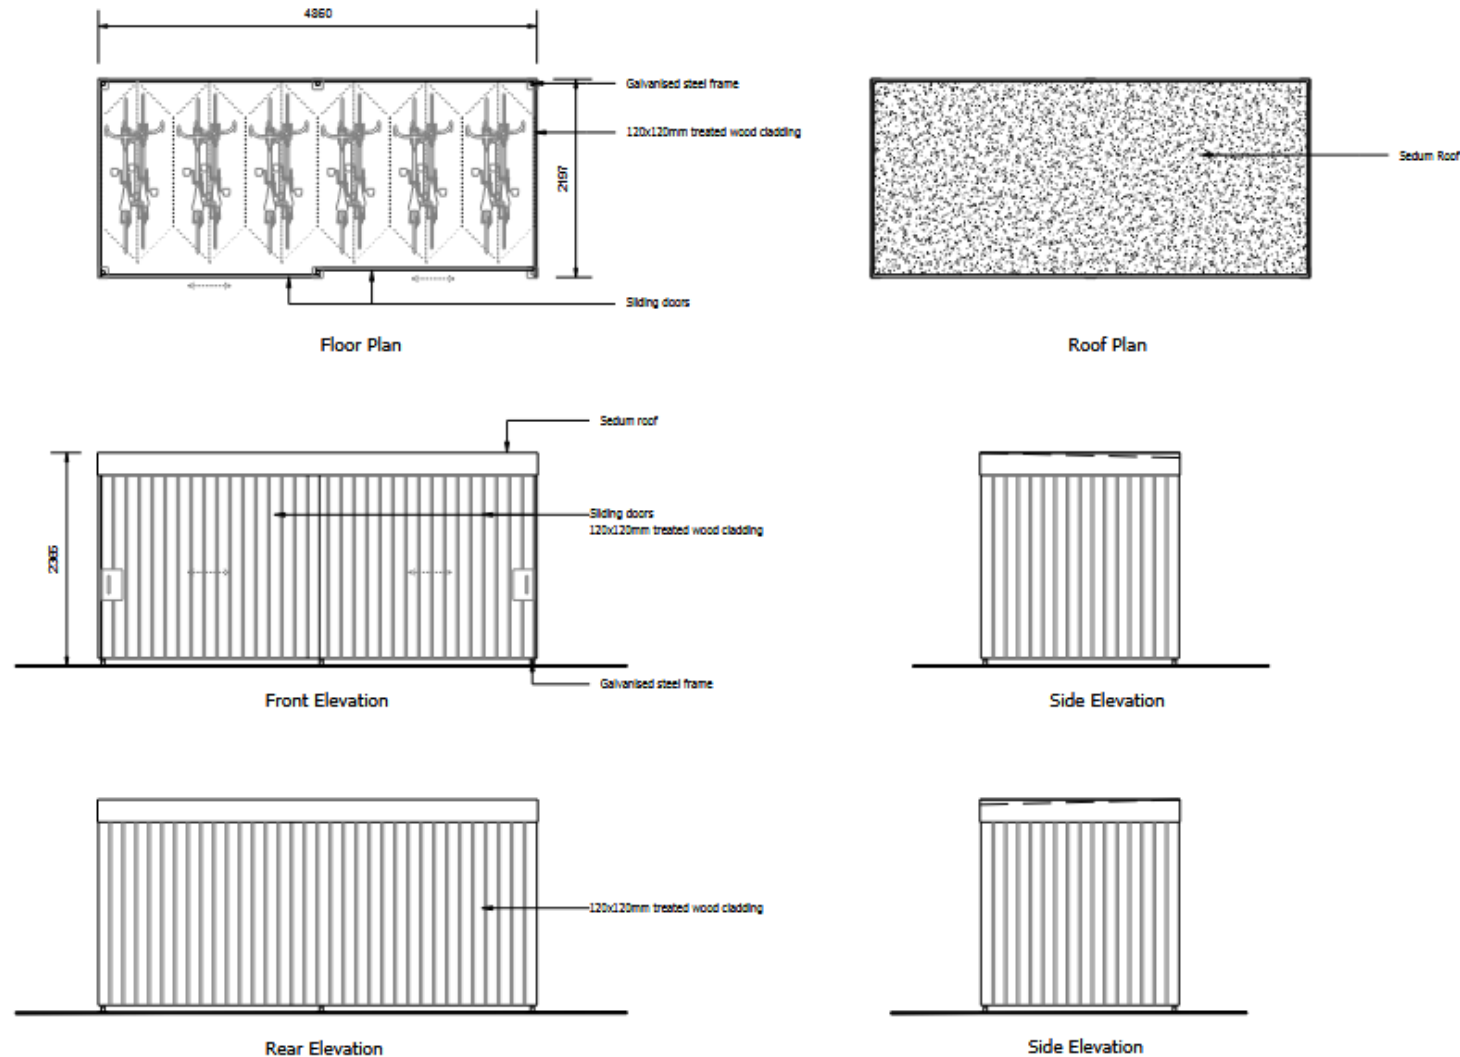 4860
Galvanised steel frame
120x120mm treated wood cladding
2197
Sedum Roof
Sliding doors
Floor Plan
Roof Plan
Sedum roof
Sliding doors
120x120mm treated wood cladding
2365
Galvanised steel frame
Front Elevation
Side Elevation
120x120mm treated wood cladding
Rear Elevation
Side Elevation